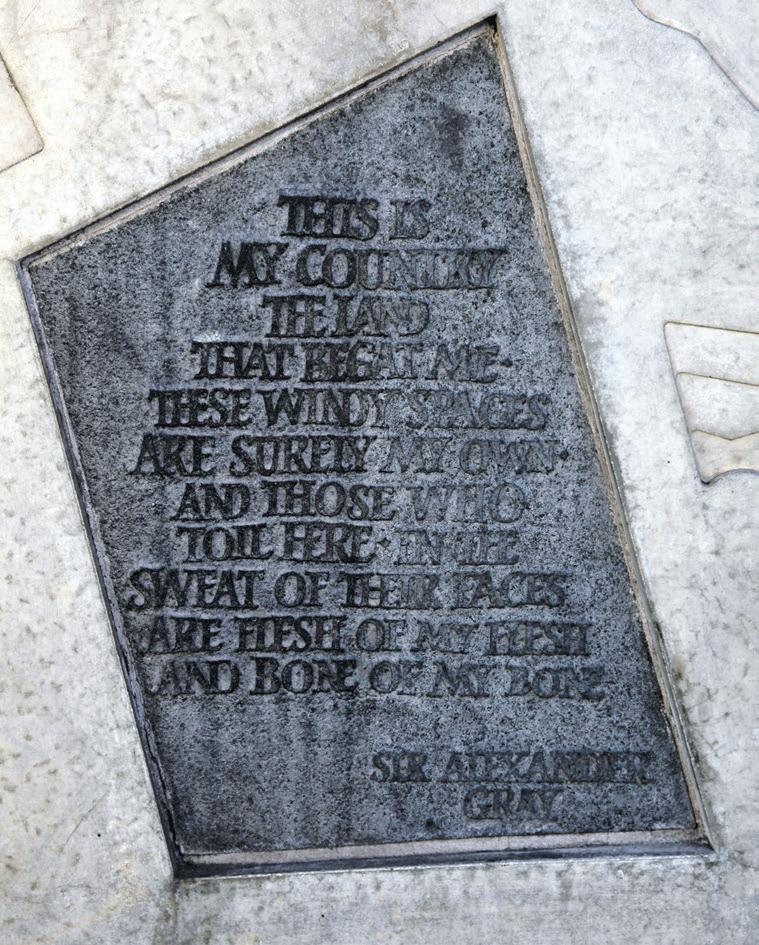 THIS IS
MY COUNTRY
THE LAND
THAT BEGAT ME·
THESE WINDY SPACES
ARE SURELY MY OWN·
AND THOSE WHO
TOIL HERE· IN THE
SWEAT OF THEIR FACES
ARE FLESH OF MY FLESH
AND BONE OF MY BONE·
SIR ALEXANDER
GRAY